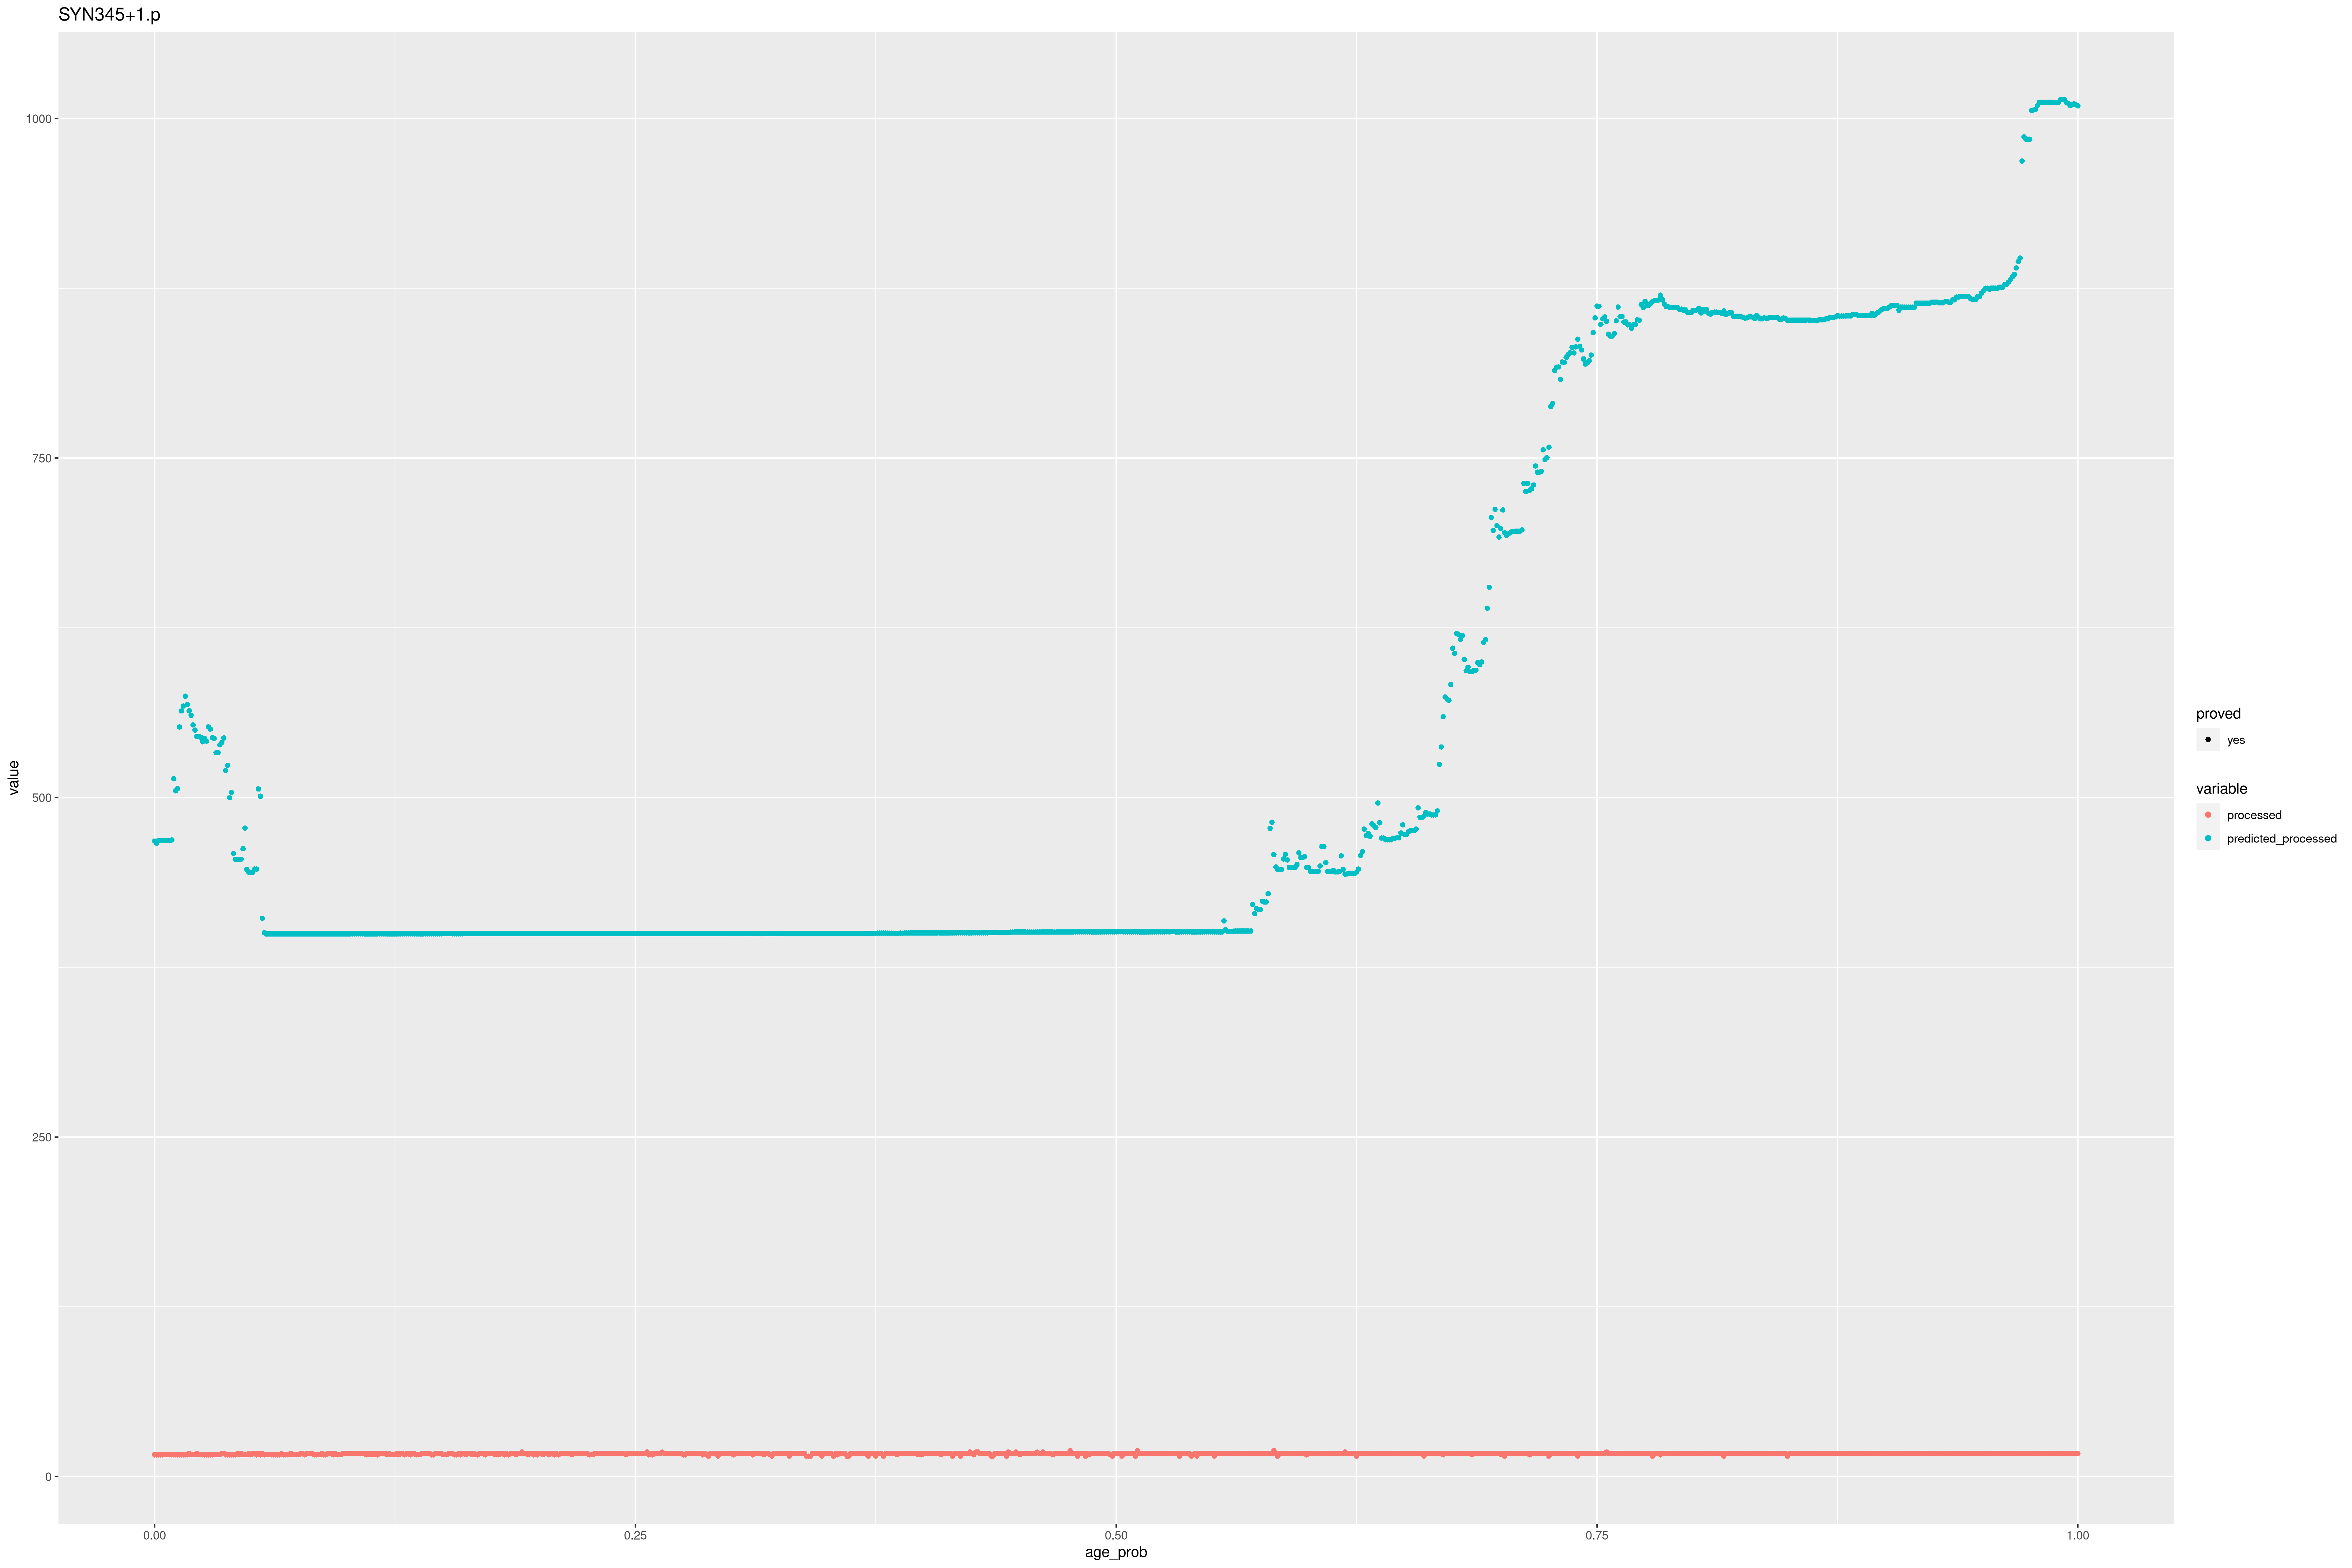 SYN345+1.p
1000
750
500
250
0
value
0.00
0.25
0.50
0.75
1.00
age_prob
proved
yes
variable
processed
predicted_processed